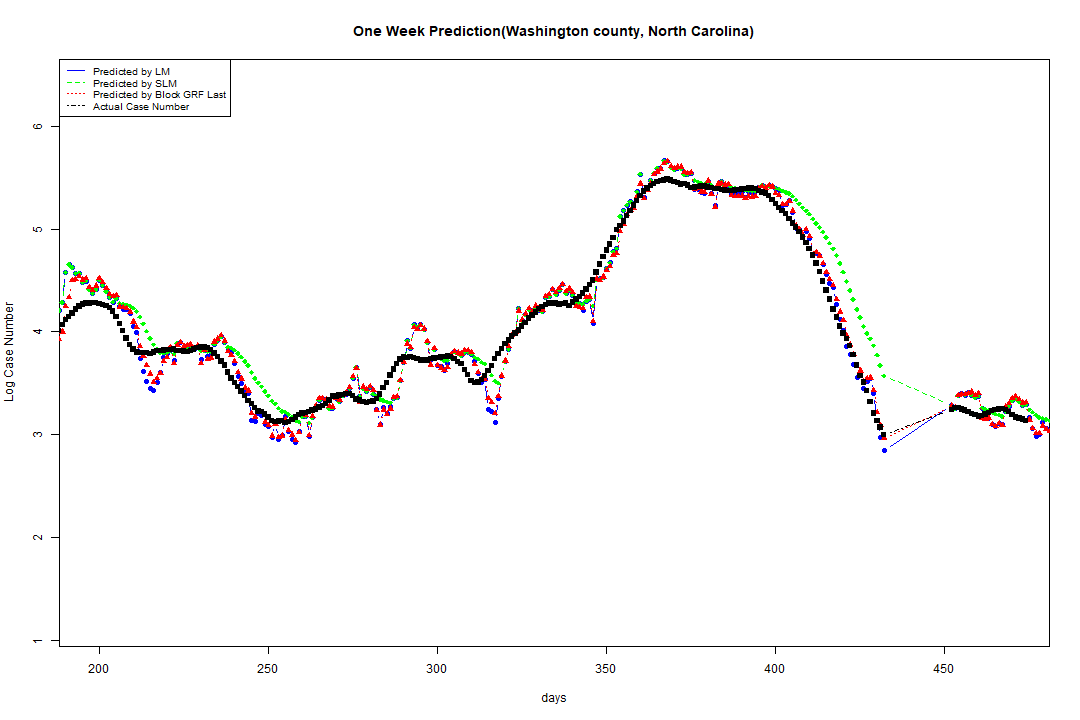 One Week Prediction(Washington county, North Carolina)
Predicted by LM
Predicted by SLM
Predicted by Block GRF Last
Actual Case Number
Log Case Number
6
5
4
3
2
1
200 250 300 350 400 450
days